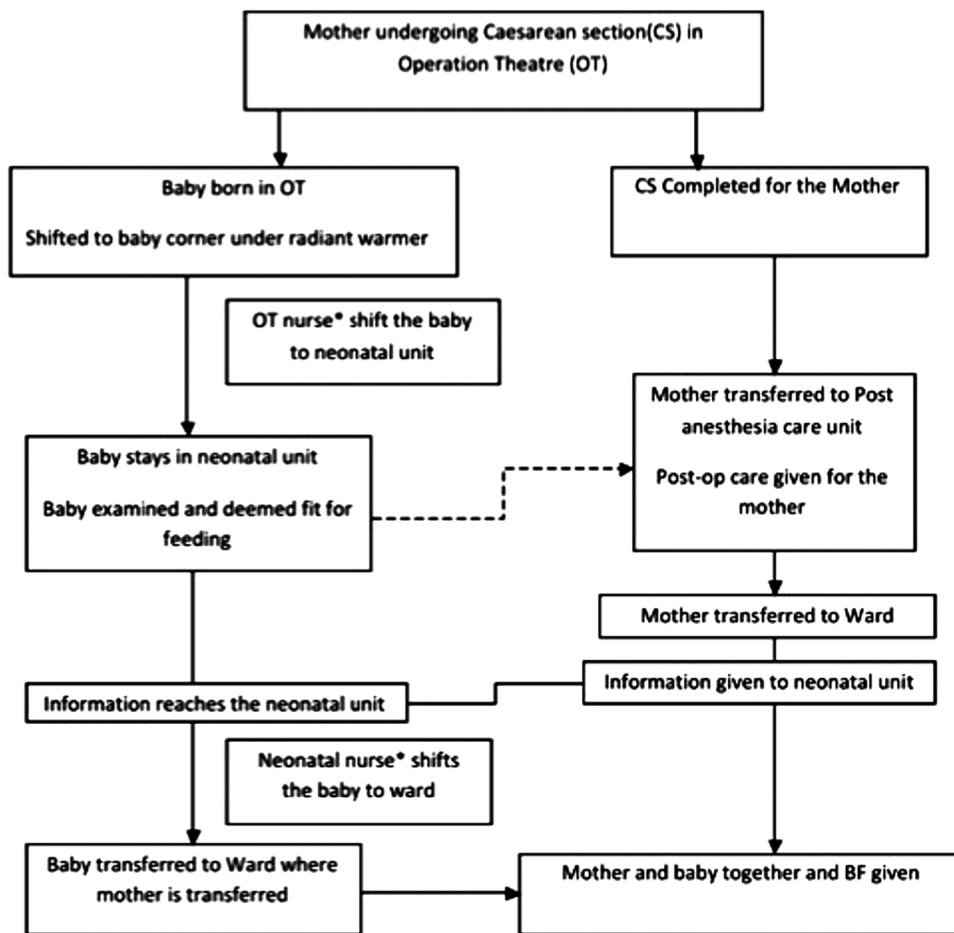 Mother undergoing Caesarean section(CS) in
Operation Theatre (OT)
Baby born in OT
Shifted to baby corner under radiant warmer
CS Completed for the Mother
OT nurse* shift the baby
to neonatal unit
Mother transferred to Post
anesthesia care unit
Post-op care given for the
mother
Baby stays in neonatal unit
Baby examined and deemed fit for
feeding
Mother transferred to Ward
Information given to neonatal unit
Information reaches the neonatal unit
Neonatal nurse* shifts
the baby to ward
Baby transferred to Ward where
mother is transferred
Mother and baby together and BF given